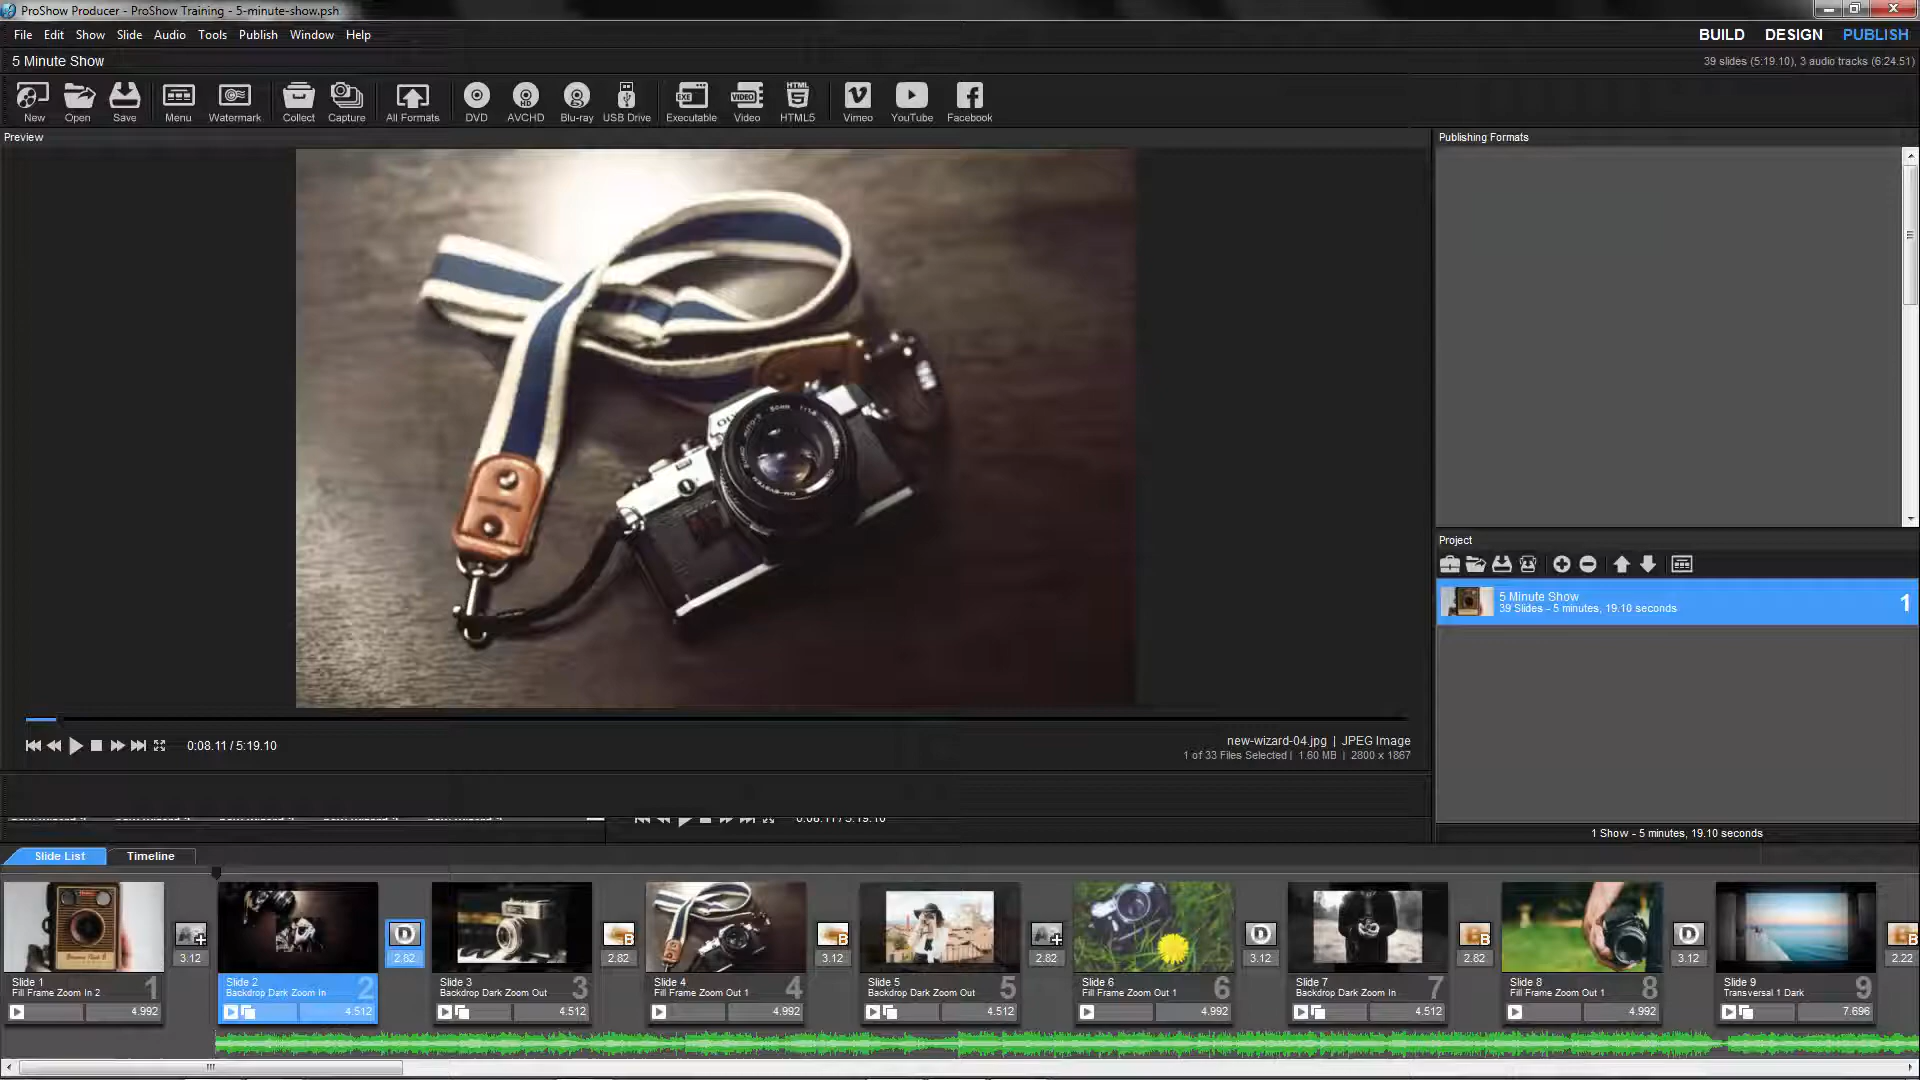 ProShow Producer - ProShow Training - 5-minute-show.psh
File Edit Show Slide Audio Tools Publish Window Help
BUILD DESIGN PUBLISH
5 Minute Show
39 slides (5:19.10), 3 audio tracks (6:24.51)
New Open Save Menu Watermark Collect Capture All Formats DVD AVCHD Blu-ray USB Drive Executable Video HTML5 Vimeo YouTube Facebook
Preview
Publishing Formats
0:08.11 / 5:19.10
new-wizard-04.jpg | JPEG Image
1 of 33 Files Selected | 1.60 MB | 2800 x 1867
Project
5 Minute Show
39 Slides - 5 minutes, 19.10 seconds
1
0:08.11 / 5:19.10
1 Show - 5 minutes, 19.10 seconds
Slide List Timeline
3.12 2.82 2.82 3.12 2.82 3.12 2.82 3.12 2.22
Slide 1
Fill Frame Zoom In 2
1
4.992
Slide 2
Backdrop Dark Zoom In
2
4.512
Slide 3
Backdrop Dark Zoom Out
3
4.512
Slide 4
Fill Frame Zoom Out 1
4
4.992
Slide 5
Backdrop Dark Zoom Out
5
4.512
Slide 6
Fill Frame Zoom Out 1
6
4.992
Slide 7
Backdrop Dark Zoom In
7
4.512
Slide 8
Fill Frame Zoom Out 1
8
4.992
Slide 9
Transversal 1 Dark
9
7.696